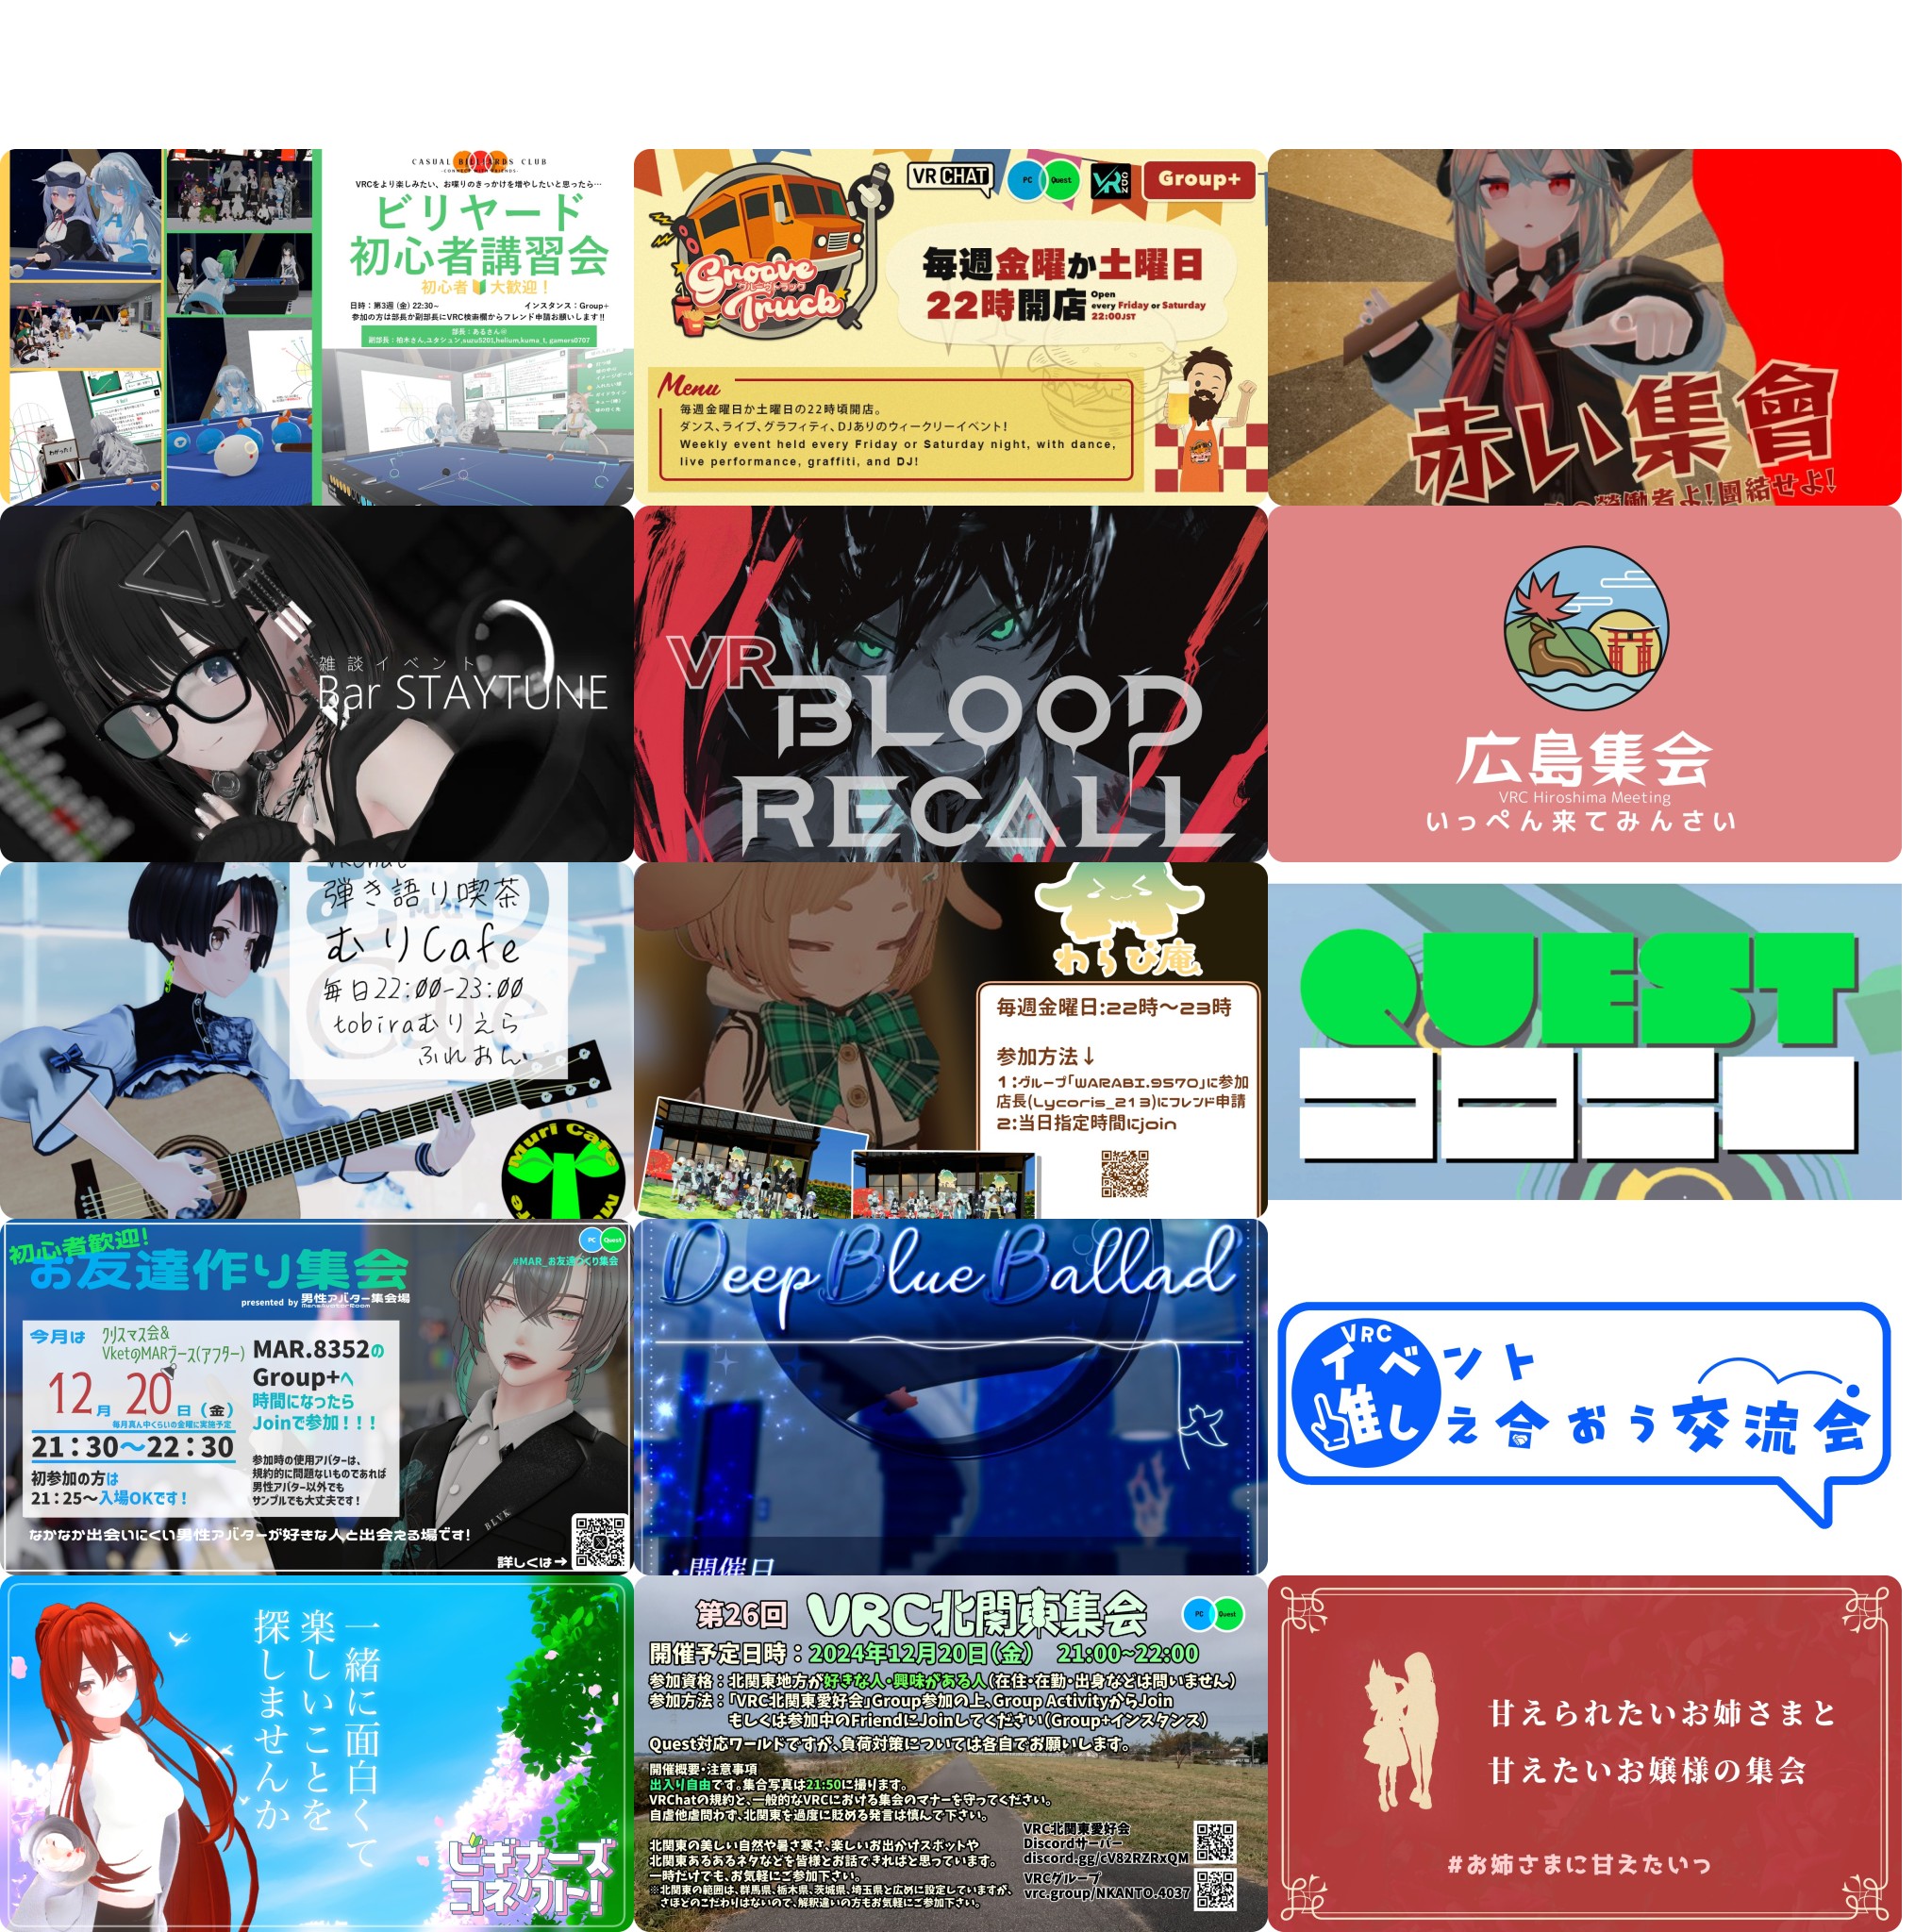 CASUAL BILLIARDS CLUB
-CONNECT WITH FRIENDS-
VRCをより楽しみたい、お喋りのきっかけを増やしたいと思ったら…
ビリヤード
初心者講習会
初心者🔰大歓迎！
日時：第3週 (金) 22:30~
インスタンス：Group+
参加の方は部長か副部長にVRC検索欄からフレンド申請お願いします!!
部長：あるさん＠
副部長：柏木さん,ユタシュン,suzu5201,helium,kuma_t, gamers0707
わかった？
VRCHAT
PC Quest
VR ZOO
Group+
Groove
グルーヴトラック
Truck
毎週金曜か土曜日
22時開店
Open
every Friday or Saturday
22:00JST
Menu
毎週金曜日か土曜日の22時頃開店。
ダンス、ライブ、グラフィティ、DJありのウィークリーイベント!
Weekly event held every Friday or Saturday night, with dance,
live performance, graffiti, and DJ!
赤い集會
の勞働者よ!團結せよ!
雑談イベント
Bar STAYTUNE
VR
BLOOD
RECALL
広島集会
VRC Hiroshima Meeting
いっぺん来てみんさい
VRChat
弾き語り喫茶
むりCafe
毎日22:00-23:00
tobiraむりえら
ふれおん
Muri Cafe
わらび庵
毎週金曜日:22時～23時
参加方法↓
1:グループ「WARABI.9570」に参加
店長(Lycoris_213)にフレンド申請
2:当日指定時間にjoin
QUEST
コロニー
初心者歓迎!
お友達作り集会
presented by 男性アバター集会場
MensAvatarRoom
PC Quest
#MAR_お友達づくり集会
今月は
クリスマス会&
VketのMARブース(アフター)
12月20日（金）
毎月真ん中くらいの金曜に実施予定
21：30～22：30
初参加の方は
21：25～入場OKです！
MAR.8352の
Group+へ
時間になったら
Joinで参加！！！
参加時の使用アバターは、
規約的に問題ないものであれば
男性アバター以外でも
サンプルでも大丈夫です！
BLVK
なかなか出会いにくい男性アバターが好きな人と出会える場です!
詳しくは→
Deep Blue Ballad
・開催日
VRC
イベント
推しえ合おう交流会
一緒に面白くて
楽しいことを
探しませんか
ビギナーズ
コネクト!
第26回 VRC北関東集会
PC Quest
開催予定日時：2024年12月20日(金) 21:00~22:00
参加資格：北関東地方が好きな人・興味がある人(在住・在勤・出身などは問いません)
参加方法：「VRC北関東愛好会」Group参加の上、Group ActivityからJoin
もしくは参加中のFriendにJoinしてください(Group+インスタンス)
Quest対応ワールドですが、負荷対策については各自でお願いします。
開催概要・注意事項
出入り自由です。集合写真は21:50に撮ります。
VRChatの規約と、一般的なVRCにおける集会のマナーを守ってください。
自虐他虐問わず、北関東を過度に貶める発言は慎んで下さい。
北関東の美しい自然や暑さ寒さ、楽しいお出かけスポットや
北関東あるあるネタなどを皆様とお話できればと思っています。
一時だけでも、お気軽にご参加下さい。
※北関東の範囲は、群馬県、栃木県、茨城県、埼玉県と広めに設定していますが、
さほどのこだわりはないので、解釈違いの方もお気軽にご参加下さい。
VRC北関東愛好会
Discordサーバー
discord.gg/cV82RZRxQM
VRCグループ
vrc.group/NKANTO.4037
甘えられたいお姉さまと
甘えたいお嬢様の集会
#お姉さまに甘えたいっ